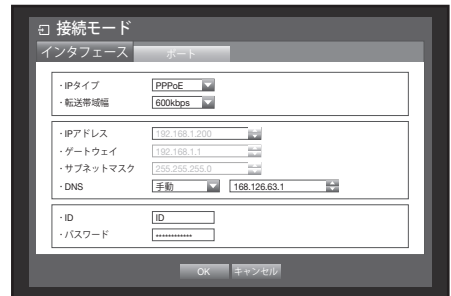 接続モード
インタフェース ポート
・IPタイプ PPPoE
・転送帯域幅 600kbps
・IPアドレス 192.168.1.200
・ゲートウェイ 192.168.1.1
・サブネットマスク 255.255.255.0
・DNS 手動 168.126.63.1
・ID ID
・パスワード ************
OK キャンセル